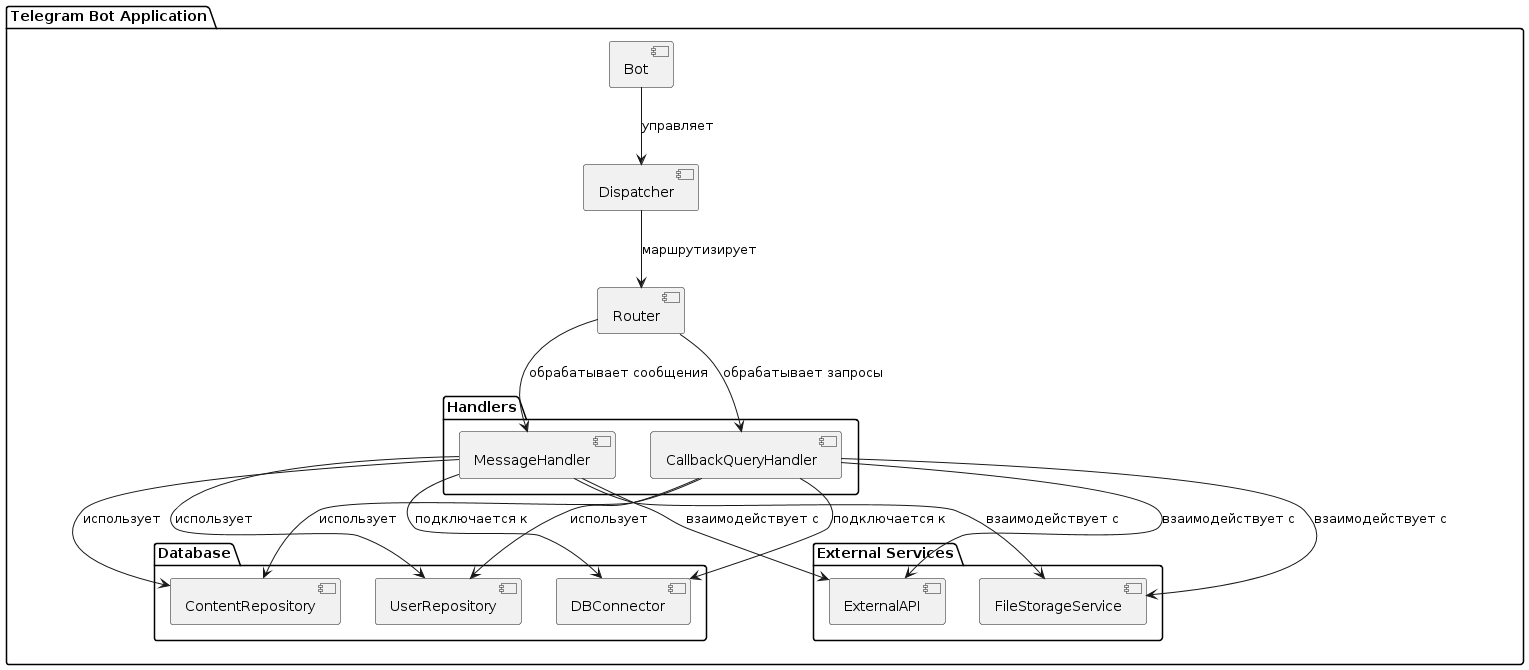 Telegram Bot Application
Bot
управляет
Dispatcher
маршрутизирует
Router
обрабатывает сообщения
обрабатывает запросы
Handlers
MessageHandler
CallbackQueryHandler
использует
использует
использует
подключается к
использует
взаимодействует с
подключается к
взаимодействует с
взаимодействует с
взаимодействует с
Database
External Services
ContentRepository
UserRepository
DBConnector
ExternalAPI
FileStorageService